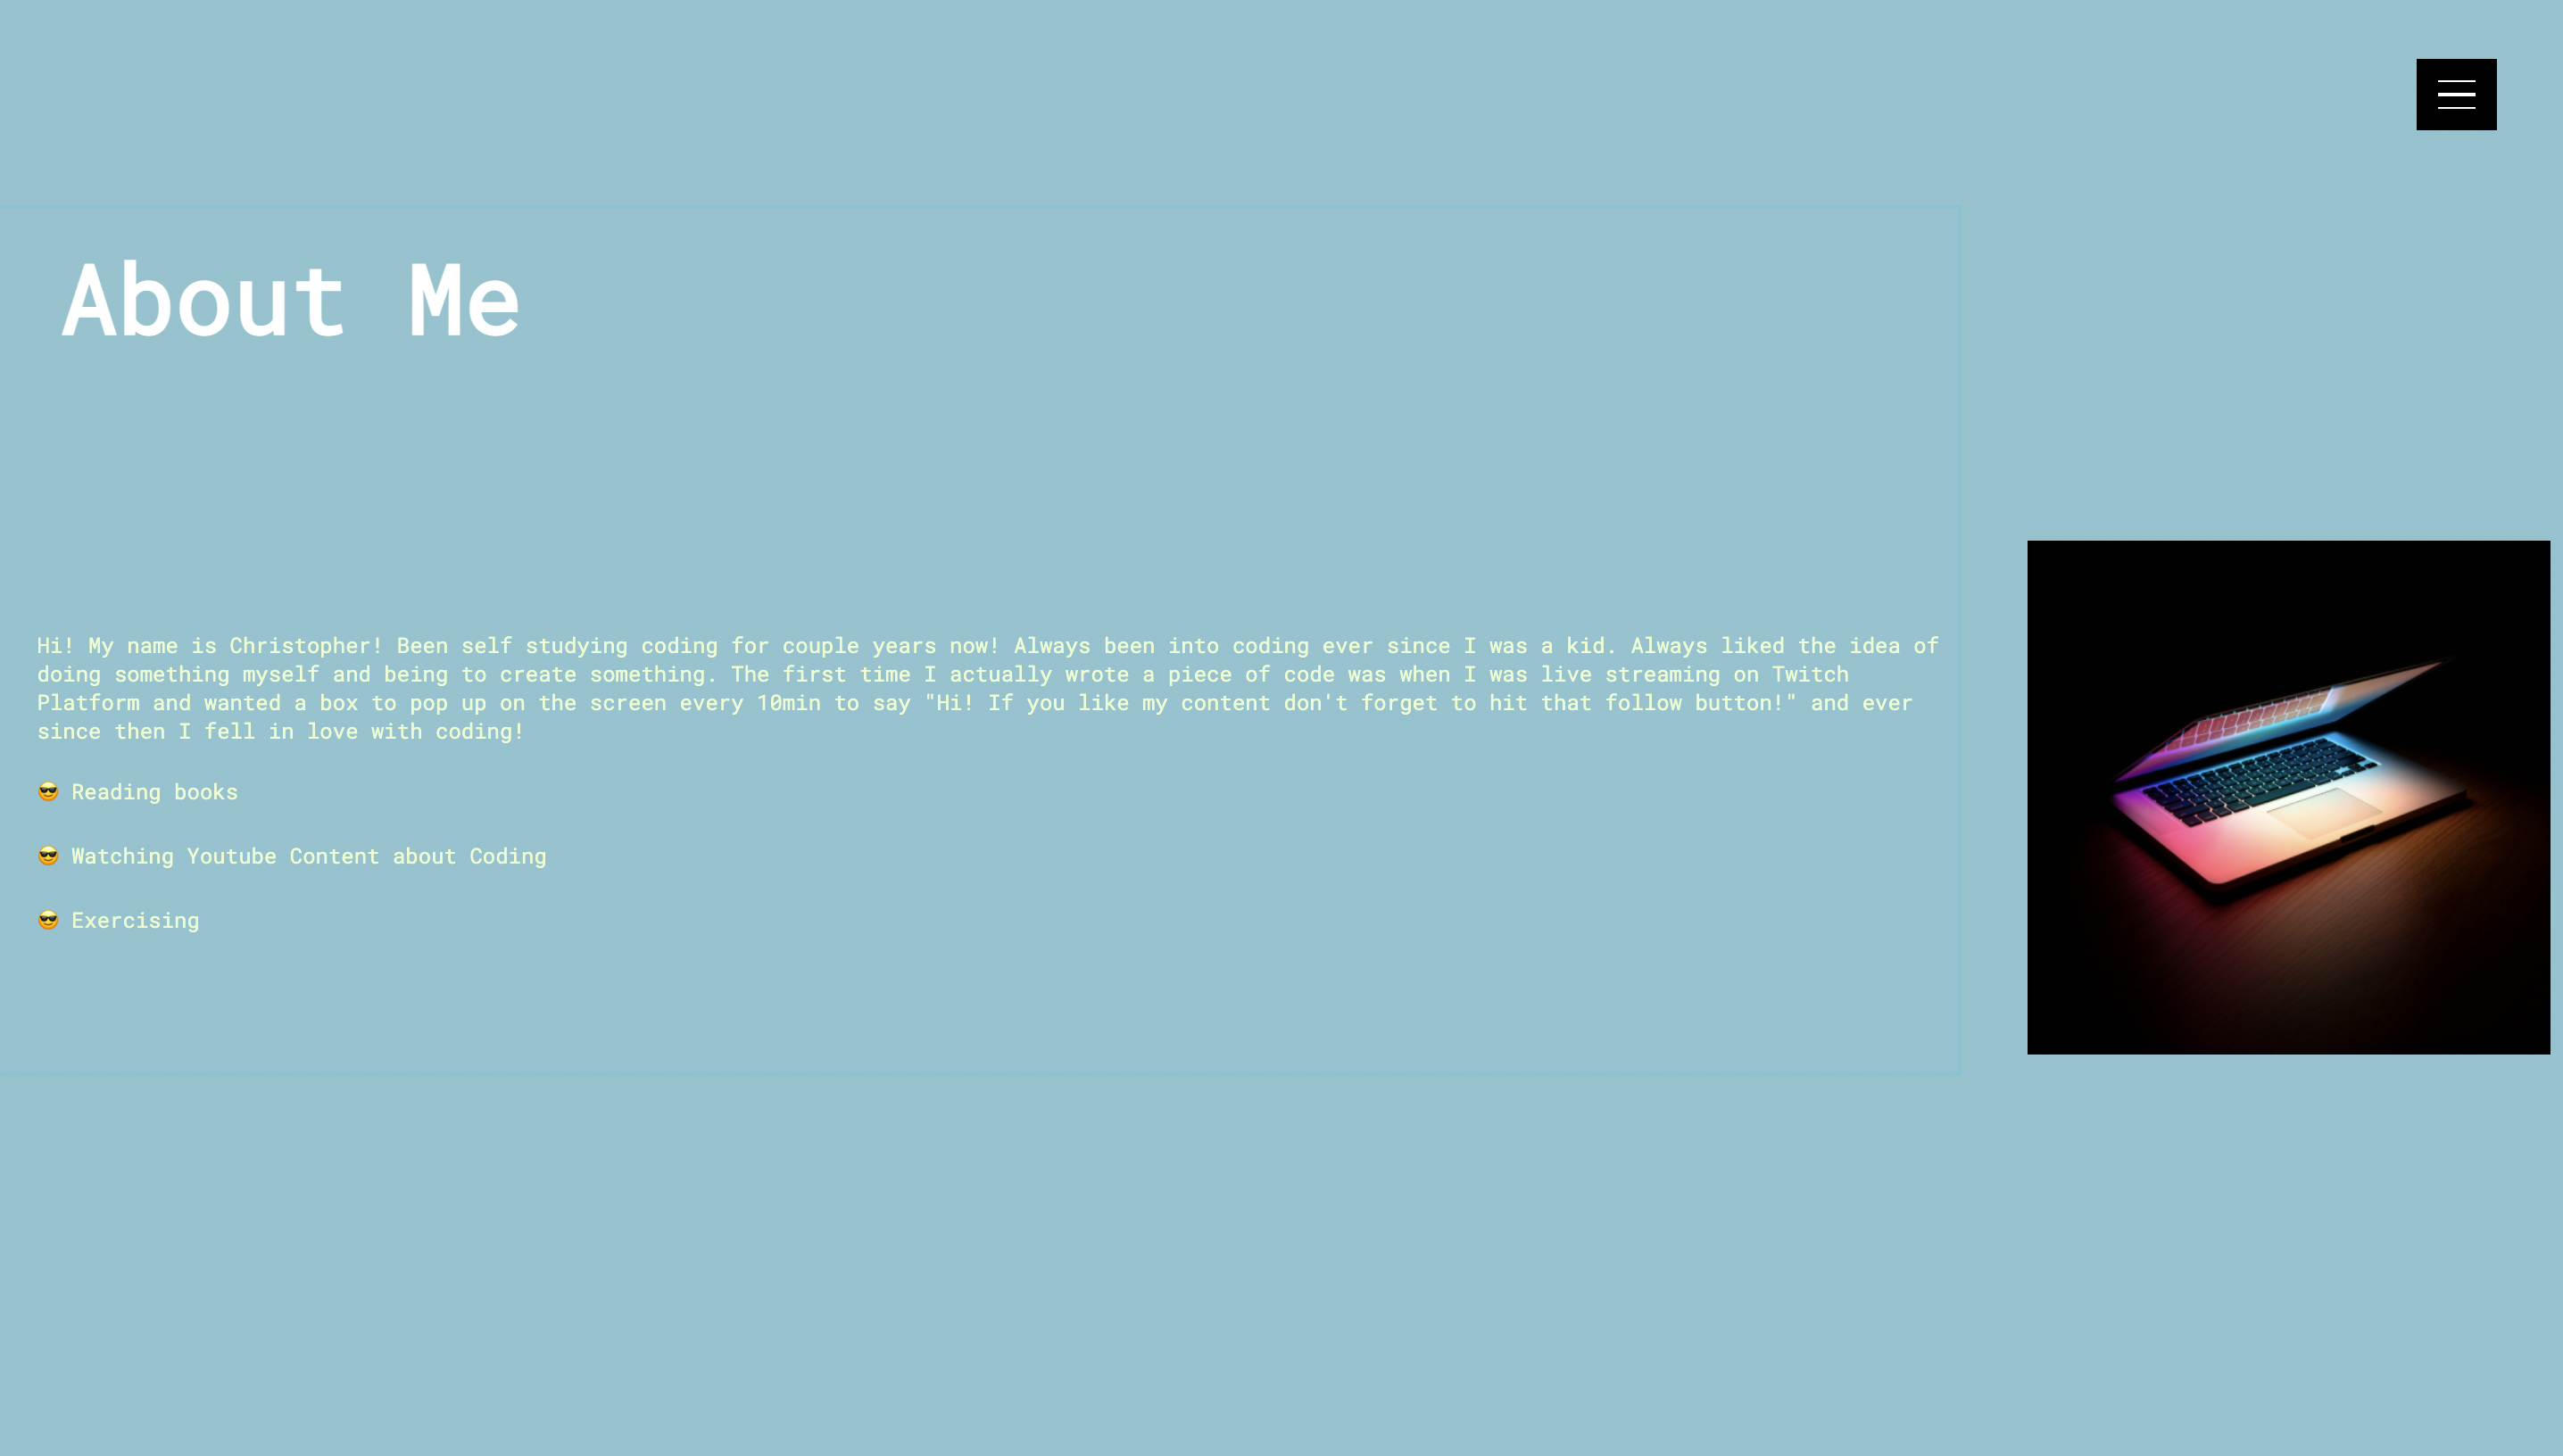 About Me
Hi! My name is Christopher! Been self studying coding for couple years now! Always been into coding ever since I was a kid. Always liked the idea of
doing something myself and being to create something. The first time I actually wrote a piece of code was when I was live streaming on Twitch
Platform and wanted a box to pop up on the screen every 10min to say "Hi! If you like my content don't forget to hit that follow button!" and ever
since then I fell in love with coding!
😎 Reading books
😎 Watching Youtube Content about Coding
😎 Exercising